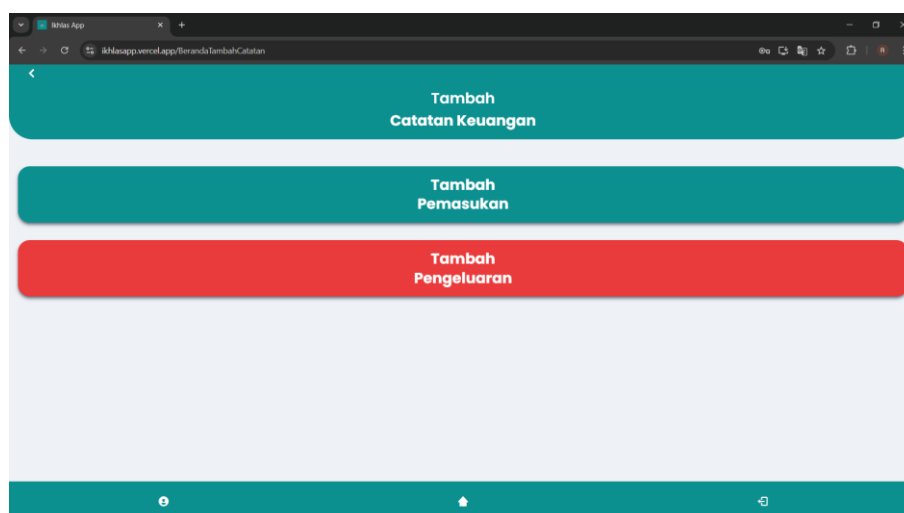 Ikhlas App
ikhlasapp.vercel.app/BerandaTambahCatatan
Tambah
Catatan Keuangan
Tambah
Pemasukan
Tambah
Pengeluaran